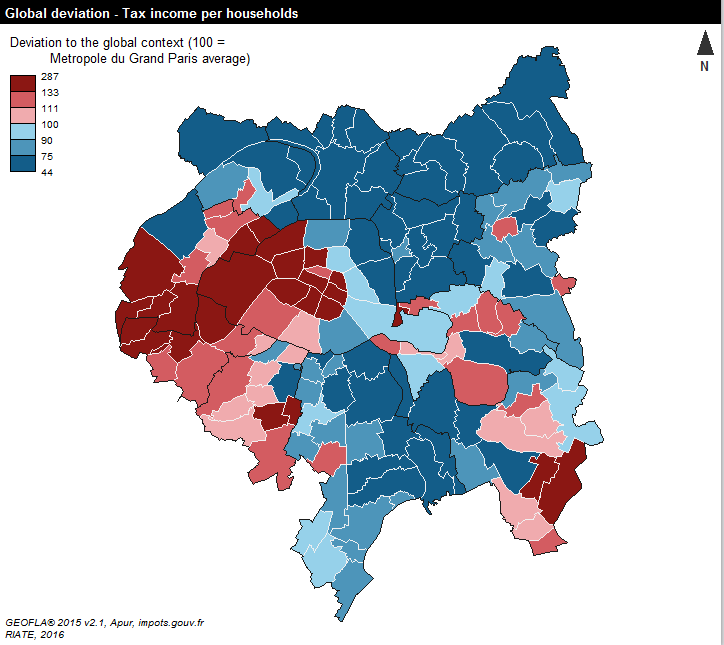 Global deviation - Tax income per households
Deviation to the global context (100 =
Metropole du Grand Paris average)
287
133
111
100
90
75
44
N
GEOFLA® 2015 v2.1, Apur, impots.gouv.fr
RIATE, 2016